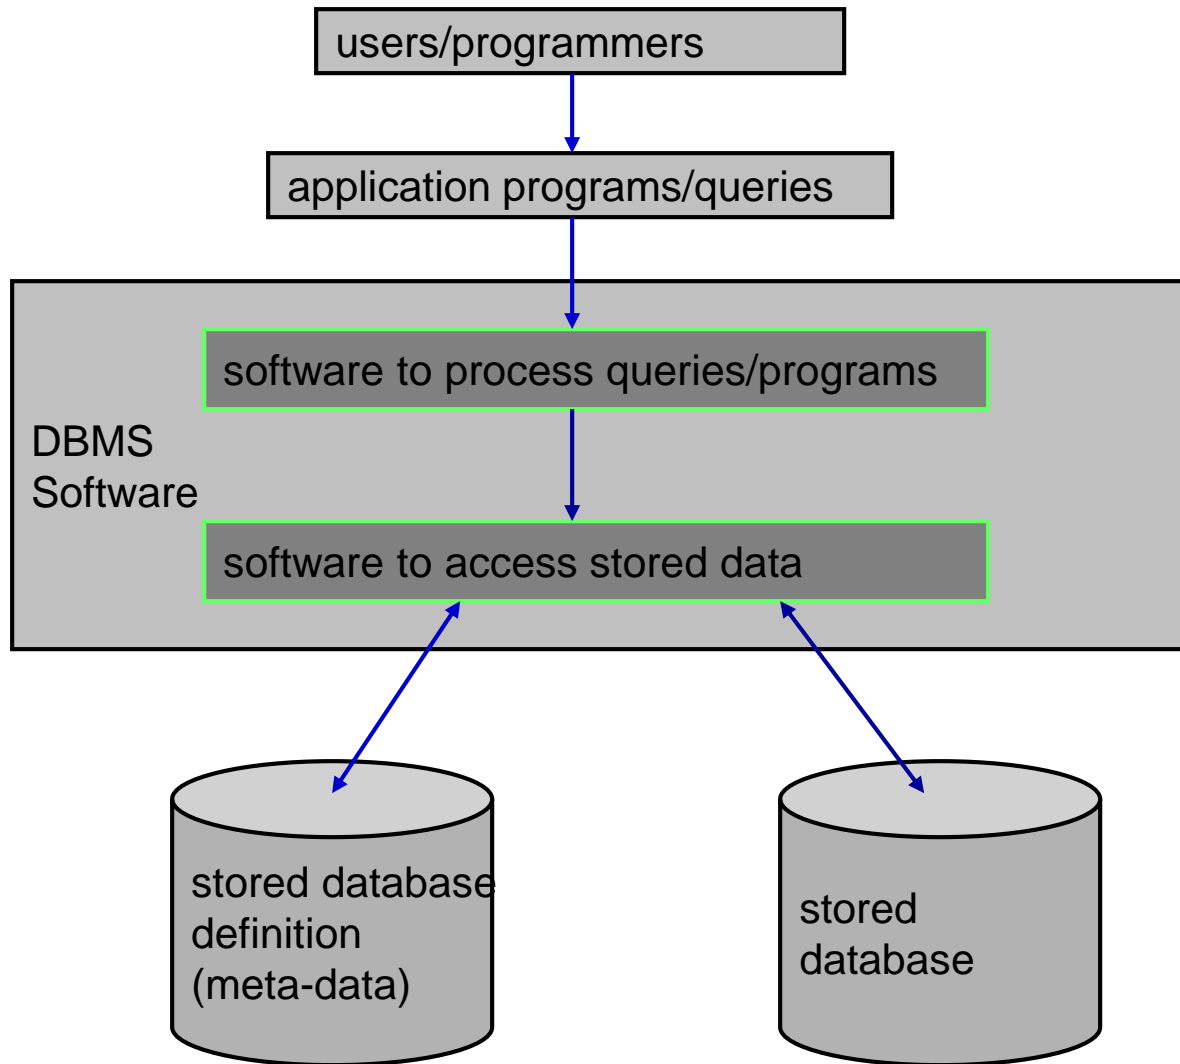 users/programmers
application programs/queries
software to process queries/programs
DBMS
Software
software to access stored data
stored database
definition
(meta-data)
stored
database